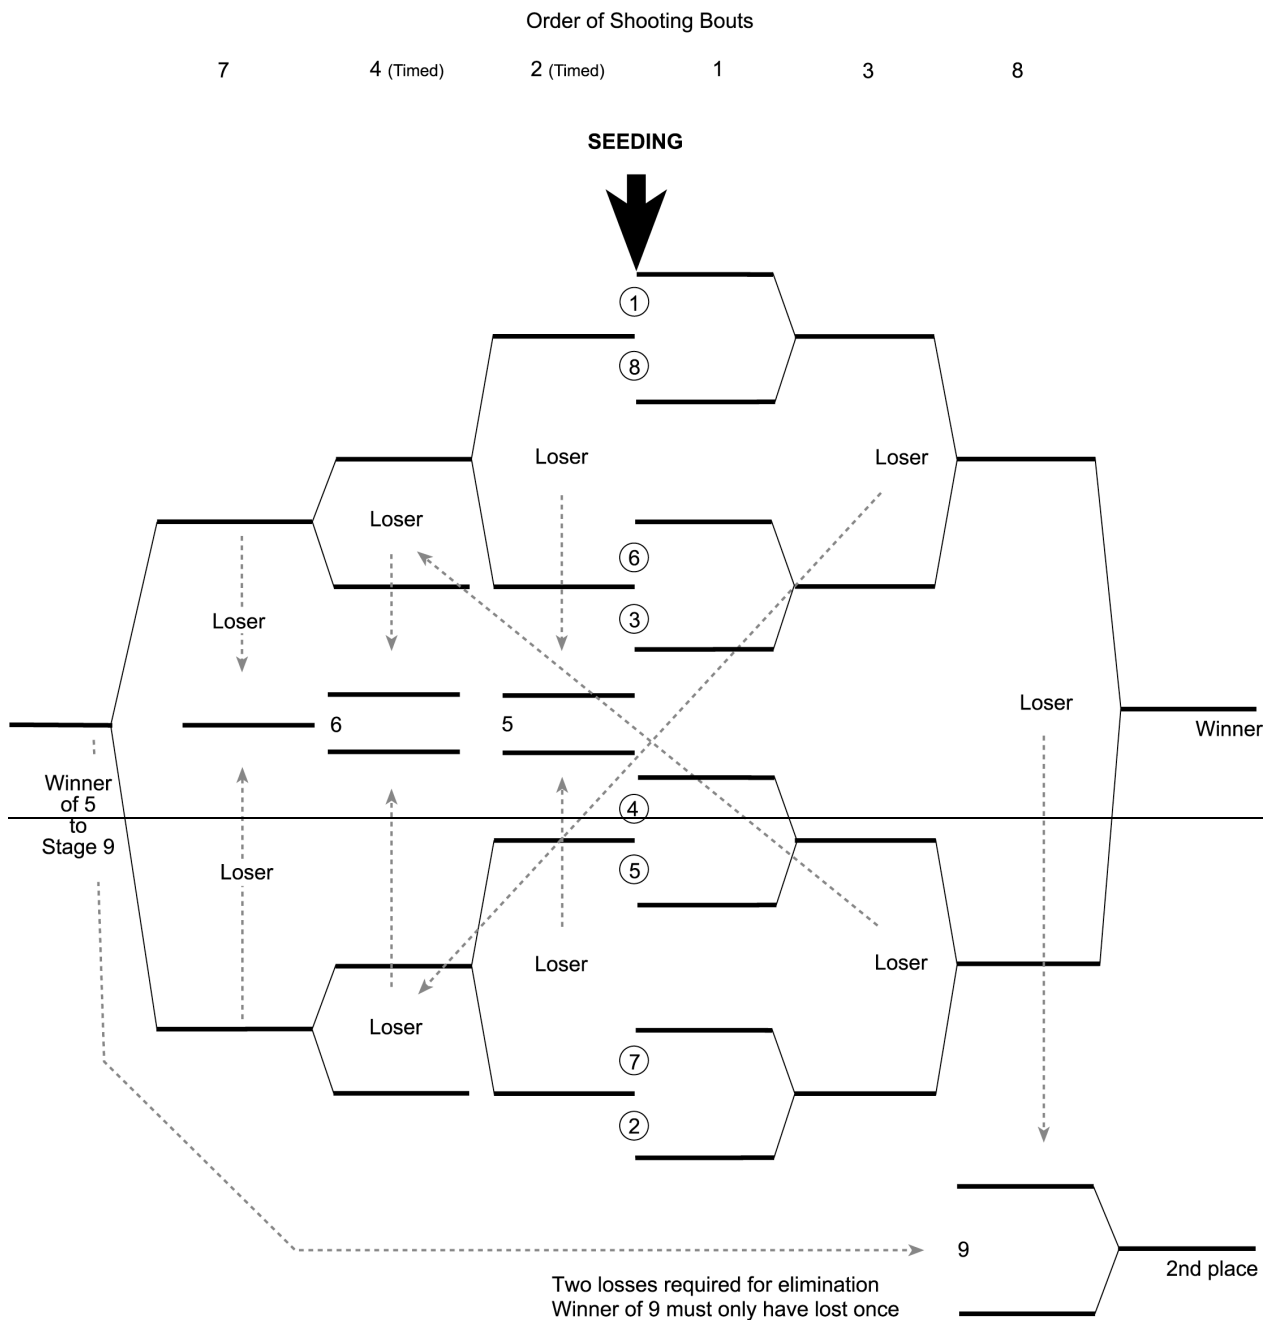 Order of Shooting Bouts
7 4 (Timed) 2 (Timed) 1 3 8
SEEDING
1
8
Loser
Loser
Loser
6
3
Loser
6
5
Loser
Winner
Winner
of 5
to
Stage 9
4
5
Loser
Loser
Loser
Loser
7
2
9
2nd place
Two losses required for elimination
Winner of 9 must only have lost once